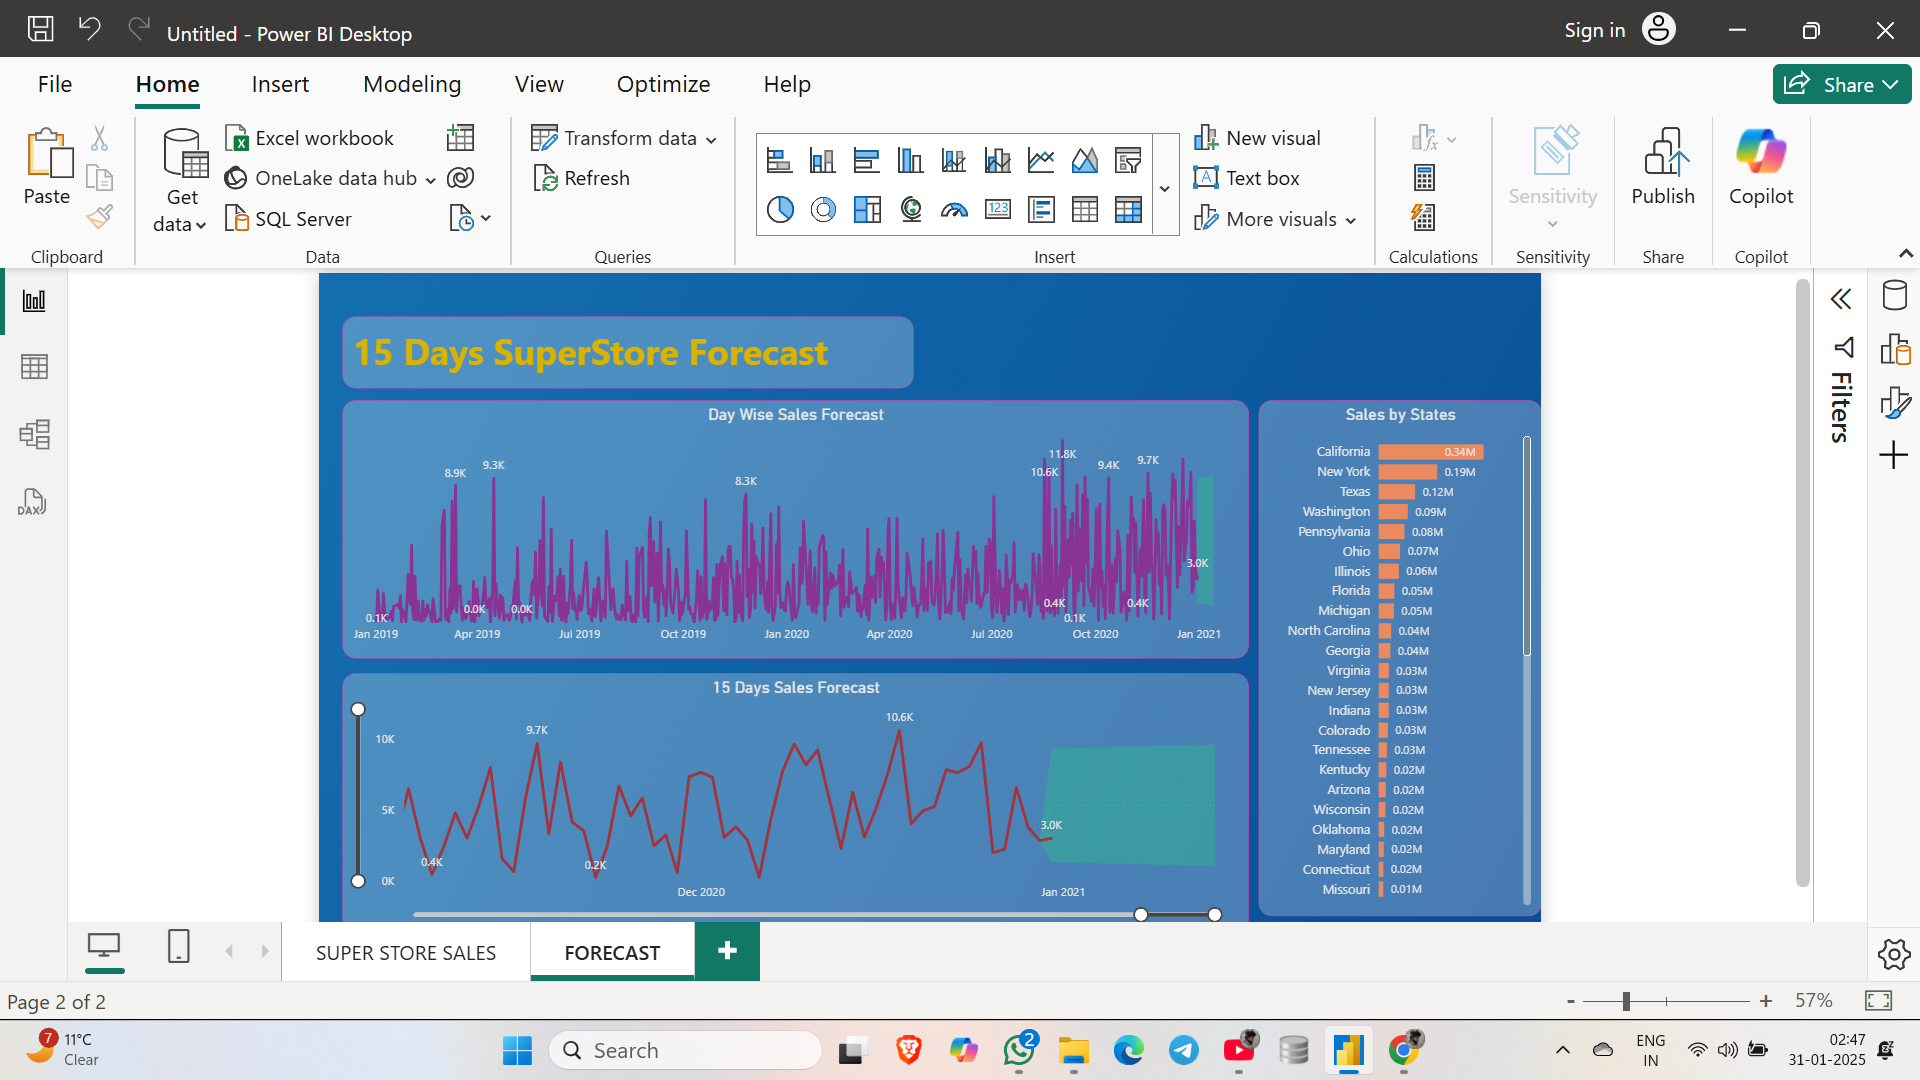 Untitled - Power BI Desktop
Sign in
File
Home
Insert
Modeling
View
Optimize
Help
Share
Paste
Clipboard
Get data
Excel workbook
OneLake data hub
SQL Server
Data
Transform data
Refresh
Queries
123
New visual
A Text box
More visuals
Insert
fx
Calculations
Sensitivity
Sensitivity
Publish
Share
Copilot
Copilot
DAX
15 Days SuperStore Forecast
Day Wise Sales Forecast
8.9K
9.3K
8.3K
11.8K
10.6K
9.4K
9.7K
3.0K
0.1K
0.0K
0.0K
0.4K
0.1K
0.4K
Jan 2019
Apr 2019
Jul 2019
Oct 2019
Jan 2020
Apr 2020
Jul 2020
Oct 2020
Jan 2021
15 Days Sales Forecast
10K
5K
0K
9.7K
10.6K
3.0K
0.4K
0.2K
Dec 2020
Jan 2021
Sales by States
California 0.34M
New York 0.19M
Texas 0.12M
Washington 0.09M
Pennsylvania 0.08M
Ohio 0.07M
Illinois 0.06M
Florida 0.05M
Michigan 0.05M
North Carolina 0.04M
Georgia 0.04M
Virginia 0.03M
New Jersey 0.03M
Indiana 0.03M
Colorado 0.03M
Tennessee 0.03M
Kentucky 0.02M
Arizona 0.02M
Wisconsin 0.02M
Oklahoma 0.02M
Maryland 0.02M
Connecticut 0.02M
Missouri 0.01M
Filters
SUPER STORE SALES
FORECAST
+
Page 2 of 2
- + 57%
7
11°C
Clear
Search
2
ENG
IN
02:47
31-01-2025